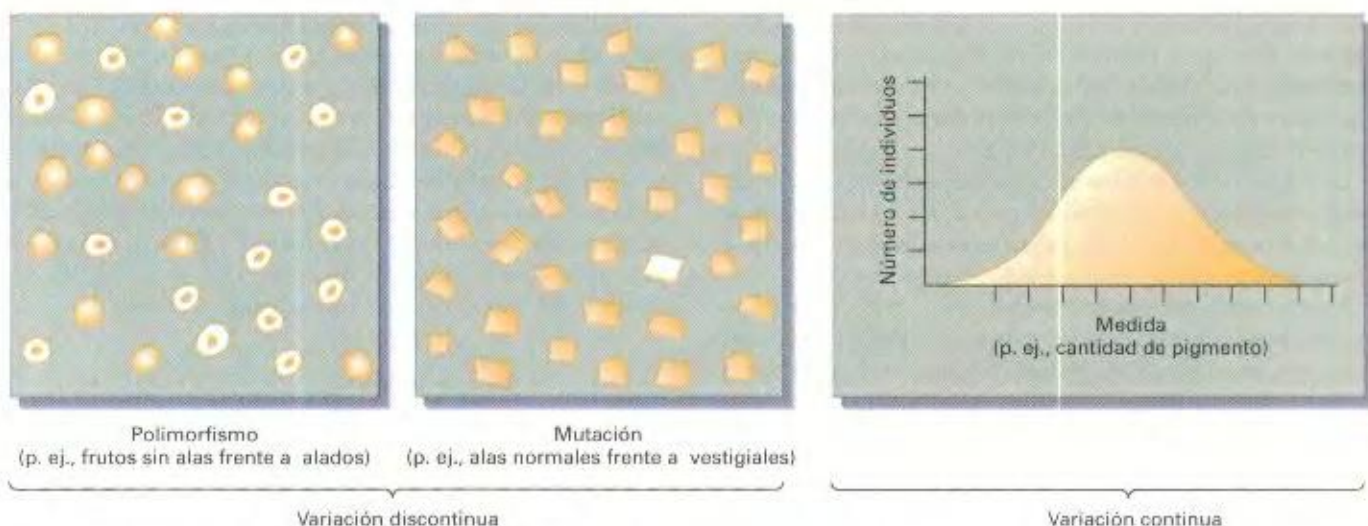 Número de individuos
Medida
(p. ej., cantidad de pigmento)
Polimorfismo
(p. ej., frutos sin alas frente a alados)
Mutación
(p. ej., alas normales frente a vestigiales)
Variación discontinua
Variación continua